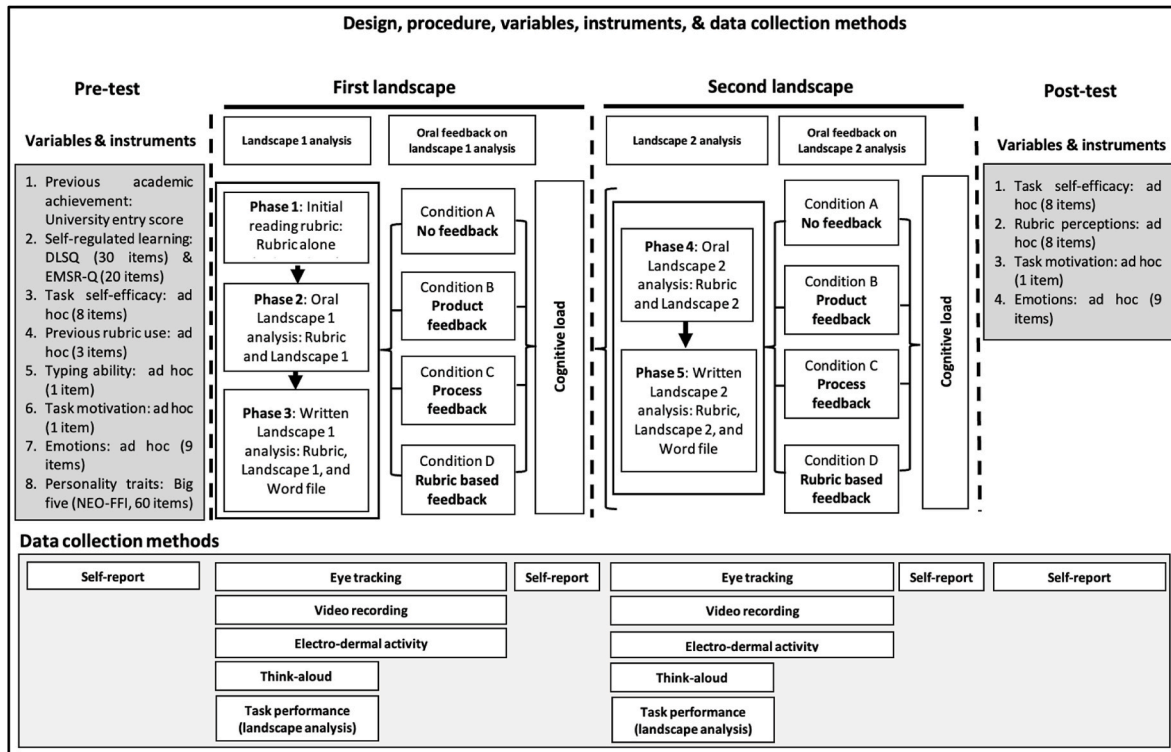 Design, procedure, variables, instruments, & data collection methods
Pre-test
First landscape
Second landscape
Post-test
Variables & instruments
Landscape 1 analysis
Oral feedback on
landscape 1 analysis
Landscape 2 analysis
Oral feedback on
Landscape 2 analysis
Variables & instruments
1. Previous academic
achievement:
University entry score
2. Self-regulated learning:
DLSQ (30 items) &
EMSR-Q (20 items)
3. Task self-efficacy: ad
hoc (8 items)
4. Previous rubric use: ad
hoc (3 items)
5. Typing ability: ad hoc
(1 item)
6. Task motivation: ad hoc
(1 item)
7. Emotions: ad hoc (9
items)
8. Personality traits: Big
five (NEO-FFI, 60 items)
Phase 1: Initial
reading rubric:
Rubric alone
Phase 2: Oral
Landscape 1
analysis: Rubric
and Landscape 1
Phase 3: Written
Landscape 1
analysis: Rubric,
Landscape 1, and
Word file
Condition A
No feedback
Condition B
Product
feedback
Condition C
Process
feedback
Condition D
Rubric based
feedback
Cognitive load
Phase 4: Oral
Landscape 2
analysis: Rubric
and Landscape 2
Phase 5: Written
Landscape 2
analysis: Rubric,
Landscape 2, and
Word file
Condition A
No feedback
Condition B
Product
feedback
Condition C
Process
feedback
Condition D
Rubric based
feedback
Cognitive load
1. Task self-efficacy: ad
hoc (8 items)
2. Rubric perceptions: ad
hoc (8 items)
3. Task motivation: ad hoc
(1 item)
4. Emotions: ad hoc (9
items)
Data collection methods
Self-report
Eye tracking
Self-report
Eye tracking
Self-report
Self-report
Video recording
Video recording
Electro-dermal activity
Electro-dermal activity
Think-aloud
Think-aloud
Task performance
(landscape analysis)
Task performance
(landscape analysis)